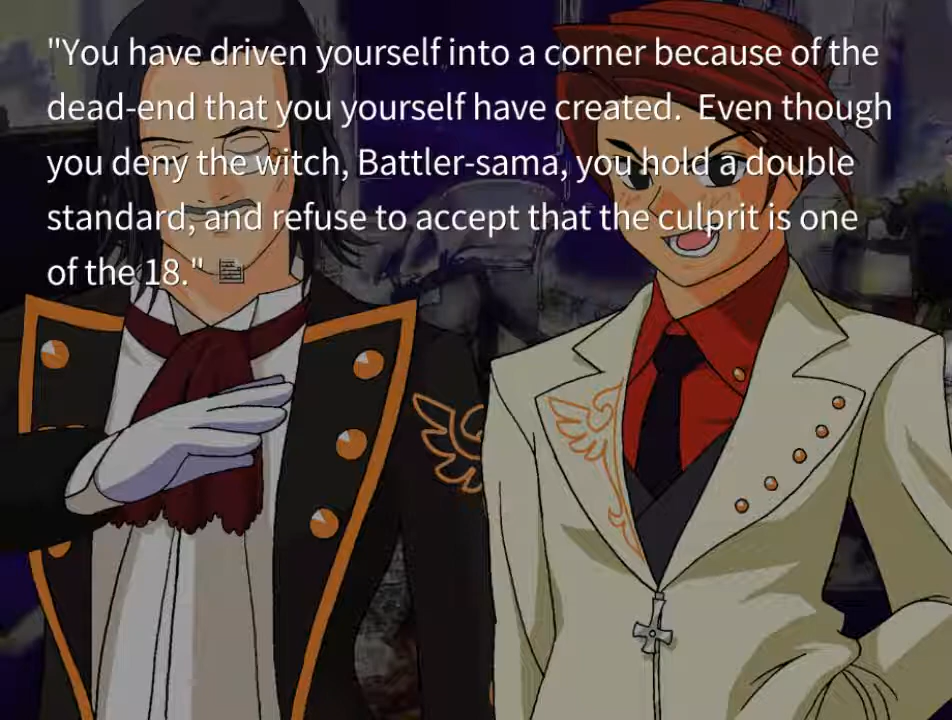 "You have driven yourself into a corner because of the
dead-end that you yourself have created.  Even though
you deny the witch, Battler-sama, you hold a double
standard, and refuse to accept that the culprit is one
of the 18."